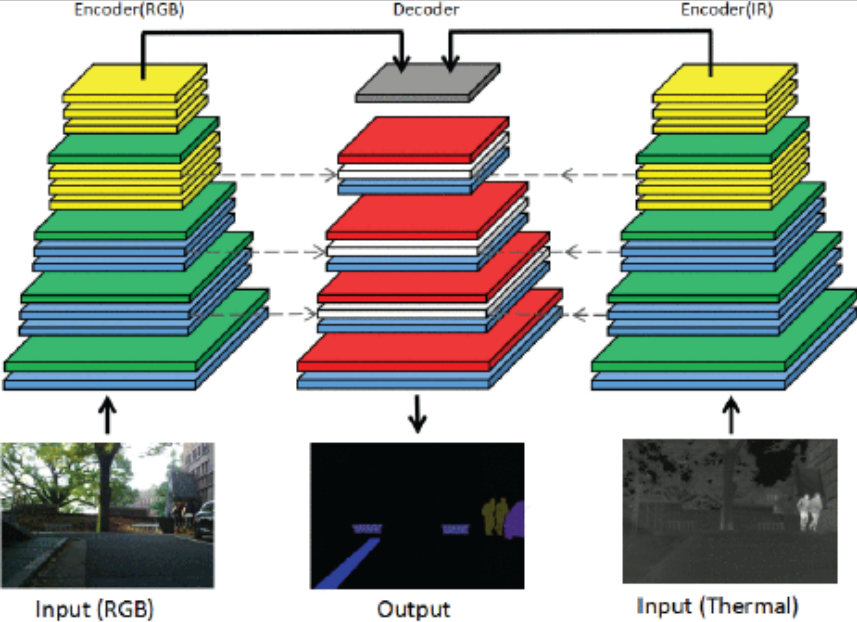 Encoder(RGB) Decoder Encoder(IR)
Input (RGB) Output Input (Thermal)